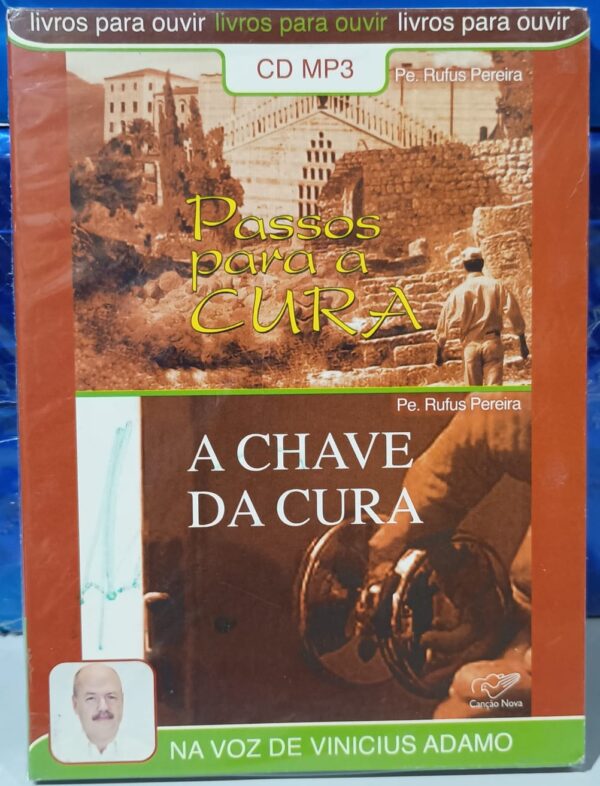 livros para ouvir livros para ouvir livros para ouvir
CD MP3
Pe. Rufus Pereira
Passos
para a
CURA
Pe. Rufus Pereira
A CHAVE
DA CURA
Canção Nova
NA VOZ DE VINICIUS ADAMO